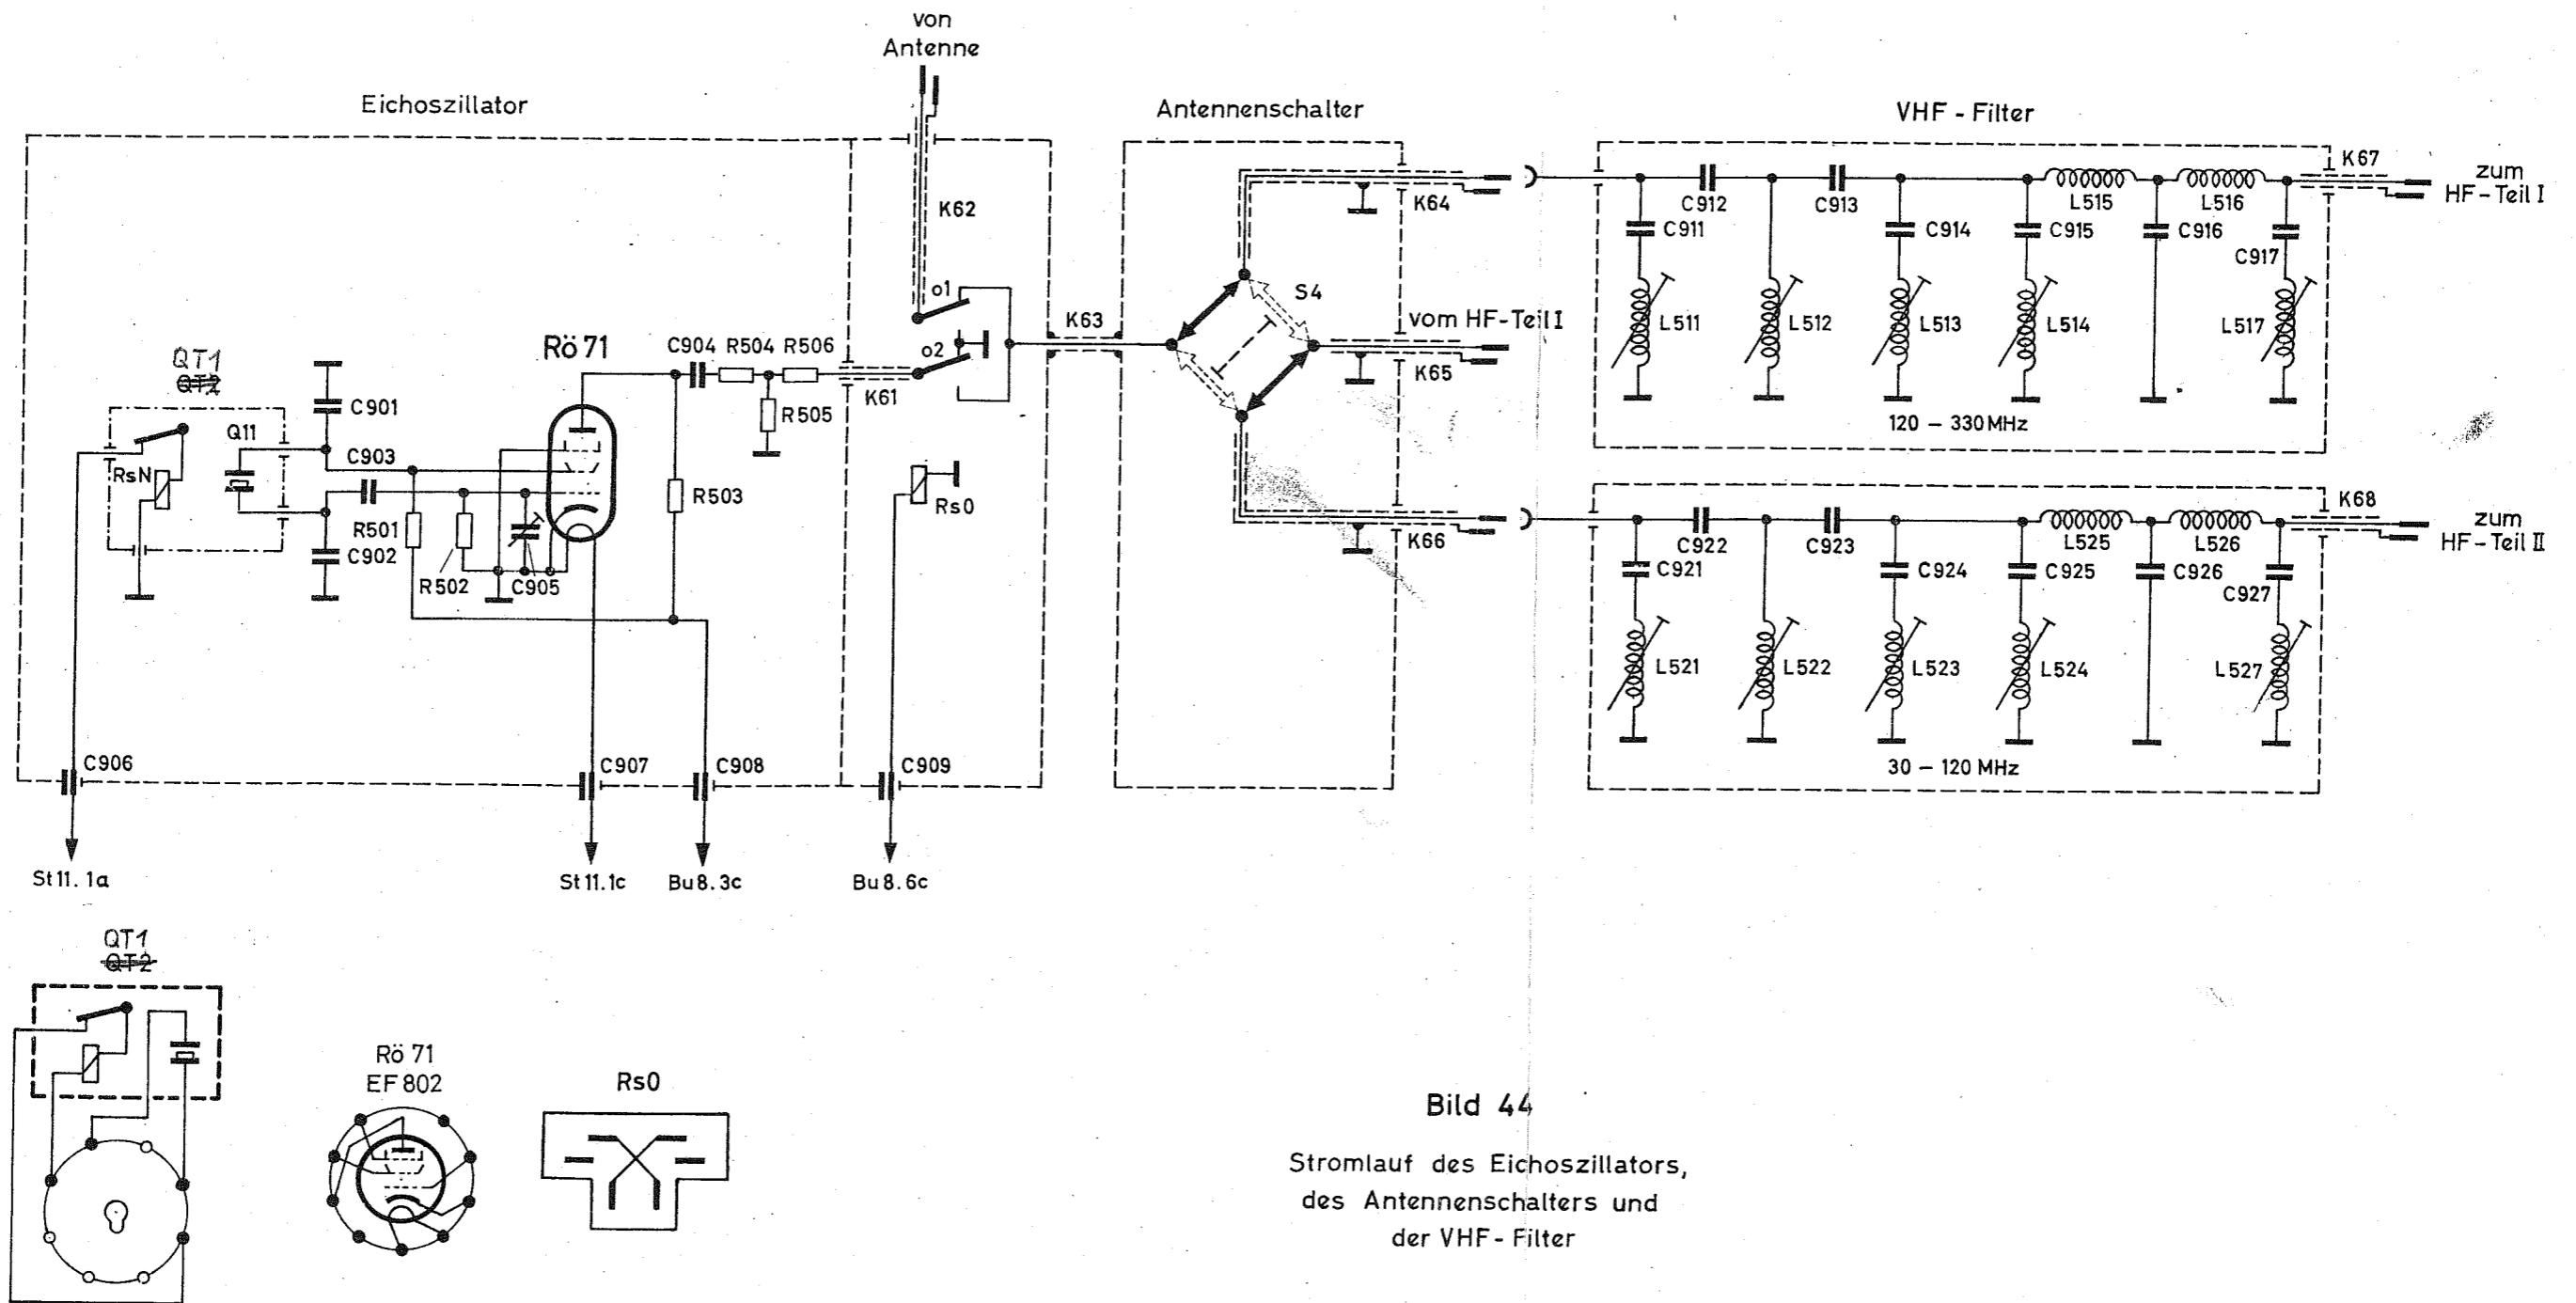 von
Antenne
Eichoszillator
Antennenschalter
VHF - Filter
K67
zum
HF-Teil I
K62
K64
C912
C913
L515
L516
C911
C914
C915
C916
C917
o1
S4
L511
L512
L513
L514
L517
K63
vom HF-Teil I
K65
Rö 71
C904 R504 R506
o2
K61
R505
QT1
QT2
C901
Q11
C903
RsN
R503
Rs0
120 – 330 MHz
R501
C902
R502
C905
K66
K68
zum
HF-Teil II
C922
C923
L525
L526
C921
C924
C925
C926
C927
L521
L522
L523
L524
L527
30 – 120 MHz
C906
C907
C908
C909
St 11. 1a
St 11.1c
Bu 8.3c
Bu 8.6c
QT1
QT2
Rö 71
EF 802
Rs0
Bild 44
Stromlauf des Eichoszillators,
des Antennenschalters und
der VHF - Filter